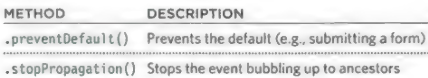 METHOD DESCRIPTION
.preventDefault() Prevents the default (e.g., submitting a form)
.stopPropagation() Stops the event bubbling up to ancestors